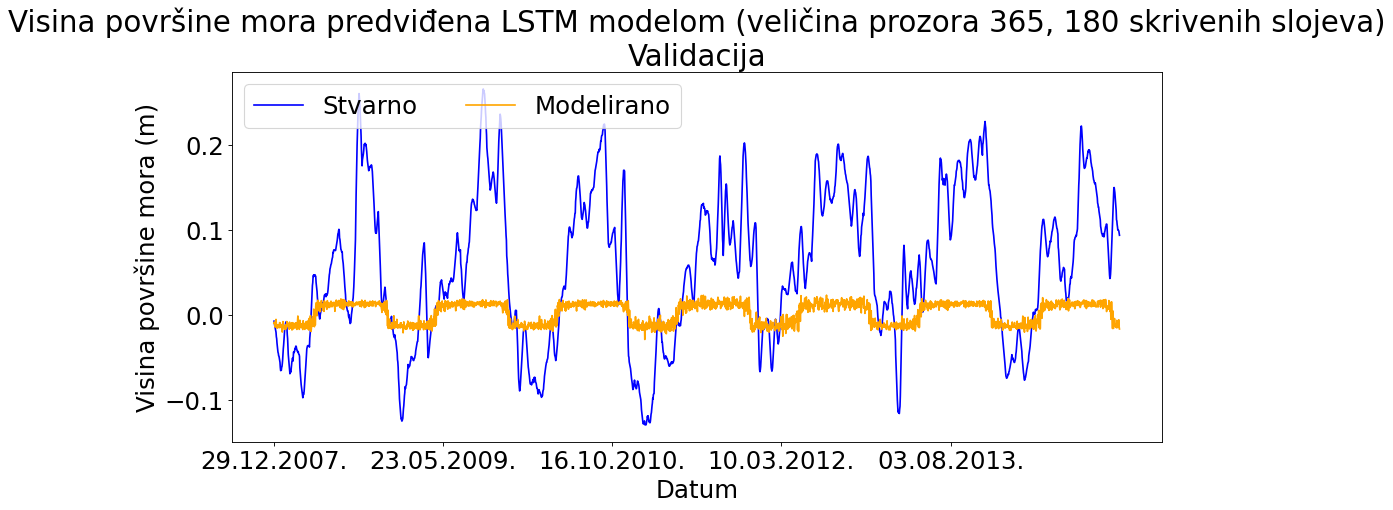 Visina površine mora predviđena LSTM modelom (veličina prozora 365, 180 skrivenih slojeva)
Validacija
Stvarno
Modelirano
Visina površine mora (m)
0.2
0.1
0.0
−0.1
29.12.2007.
23.05.2009.
16.10.2010.
10.03.2012.
03.08.2013.
Datum